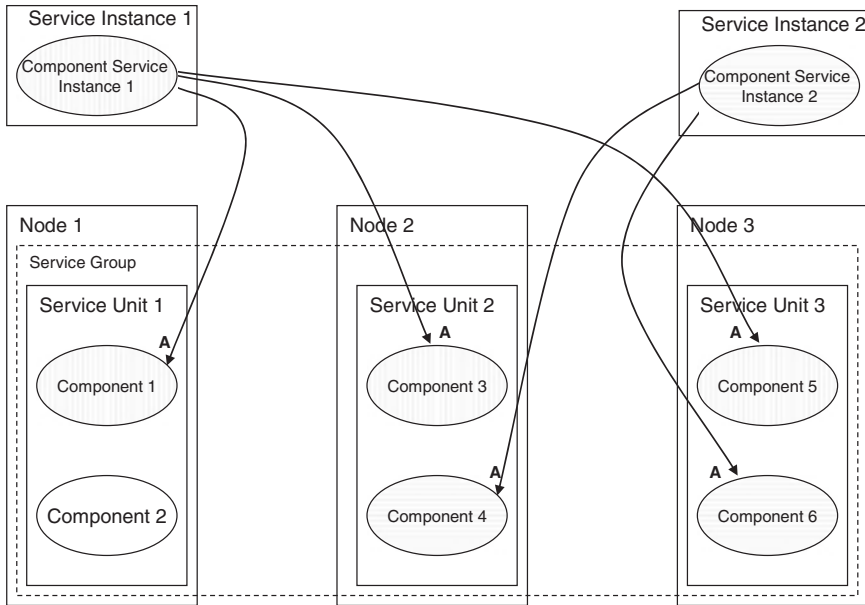 Service Instance 1
Component Service
Instance 1
Service Instance 2
Component Service
Instance 2
Node 1
Node 2
Node 3
Service Group
Service Unit 1
Service Unit 2
Service Unit 3
A
A
A
Component 1
Component 3
Component 5
A
A
Component 2
Component 4
Component 6